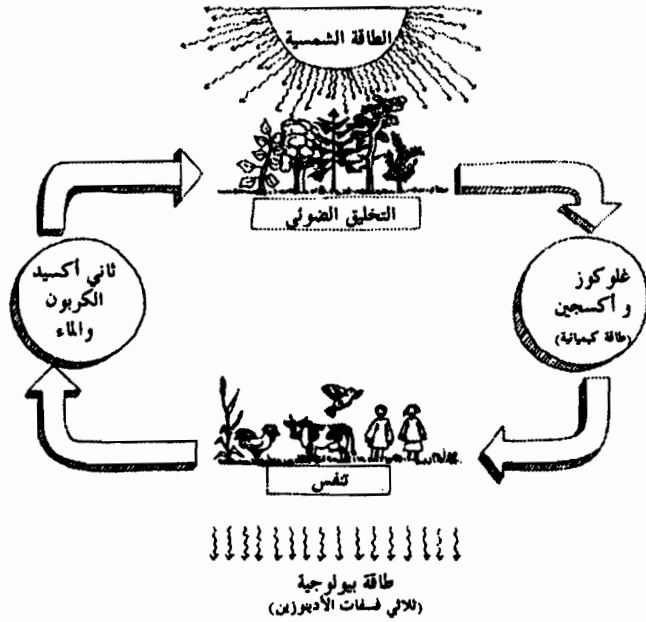 الطاقة الشمسية
التخليق الضوئي
غلوكوز
و أكسجين
(طاقة كيميائية)
ثاني أكسيد
الكربون
والماء
تنفس
طاقة بيولوجية
(ثلاثي فسفات الأدينوزين)